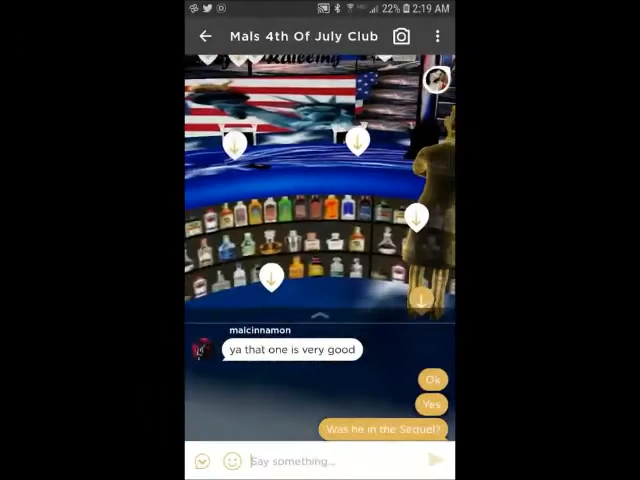 22% 2:19 AM
Mals 4th Of July Club
malcinnamon
ya that one is very good
Ok
Yes
Was he in the Sequel?
Say something...